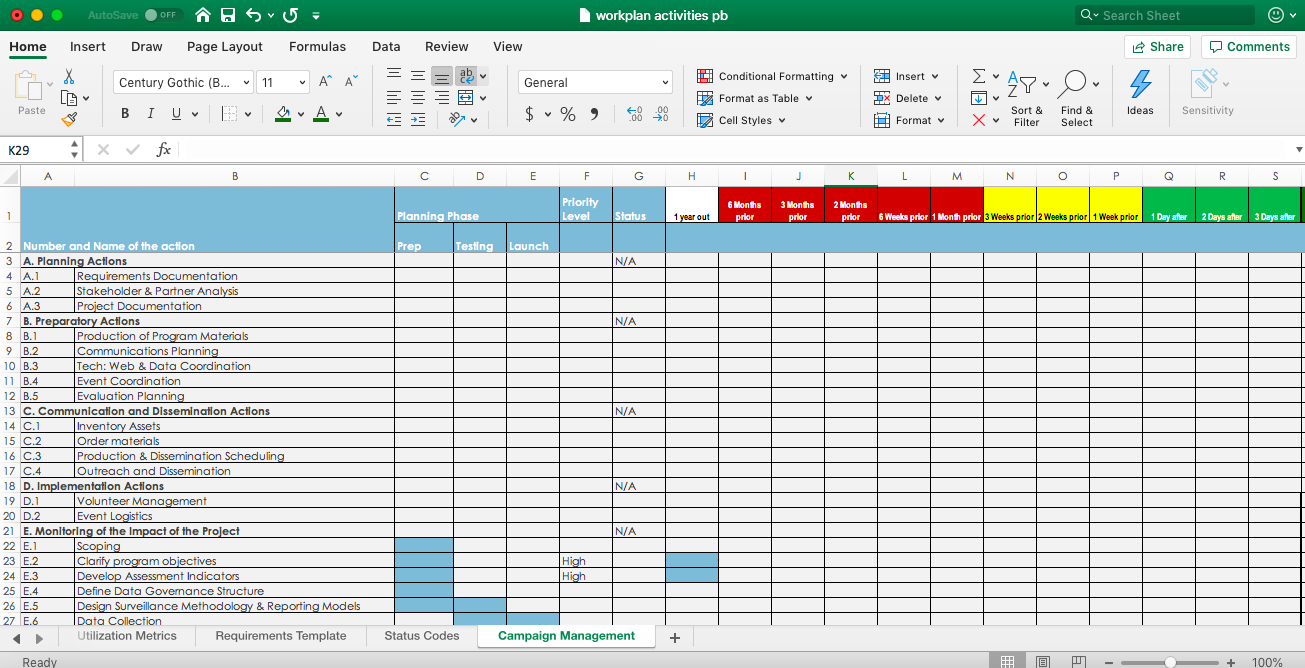 AutoSave OFF workplan activities pb Search Sheet
Home Insert Draw Page Layout Formulas Data Review View Share Comments
Paste Century Gothic (B... 11 A^ A˅ ab General Conditional Formatting Insert
Format as Table Delete
B I U A $ % 9 .00 .00 Cell Styles Format
Sort & Filter Find & Select Ideas Sensitivity
K29 fx
A B C D E F G H I J K L M N O P Q R S
1 Planning Phase Priority Level Status 1 year out 6 Months prior 3 Months prior 2 Months prior 6 Weeks prior 1 Month prior 3 Weeks prior 2 Weeks prior 1 Week prior 1 Day after 2 Days after 3 Days after
2 Number and Name of the action Prep Testing Launch
3 A. Planning Actions N/A
4 A.1 Requirements Documentation
5 A.2 Stakeholder & Partner Analysis
6 A.3 Project Documentation
7 B. Preparatory Actions N/A
8 B.1 Production of Program Materials
9 B.2 Communications Planning
10 B.3 Tech: Web & Data Coordination
11 B.4 Event Coordination
12 B.5 Evaluation Planning
13 C. Communication and Dissemination Actions N/A
14 C.1 Inventory Assets
15 C.2 Order materials
16 C.3 Production & Dissemination Scheduling
17 C.4 Outreach and Dissemination
18 D. Implementation Actions N/A
19 D.1 Volunteer Management
20 D.2 Event Logistics
21 E. Monitoring of the Impact of the Project N/A
22 E.1 Scoping
23 E.2 Clarify program objectives High
24 E.3 Develop Assessment Indicators High
25 E.4 Define Data Governance Structure
26 E.5 Design Surveillance Methodology & Reporting Models
27 E.6 Data Collection
Utilization Metrics Requirements Template Status Codes Campaign Management +
Ready 100%